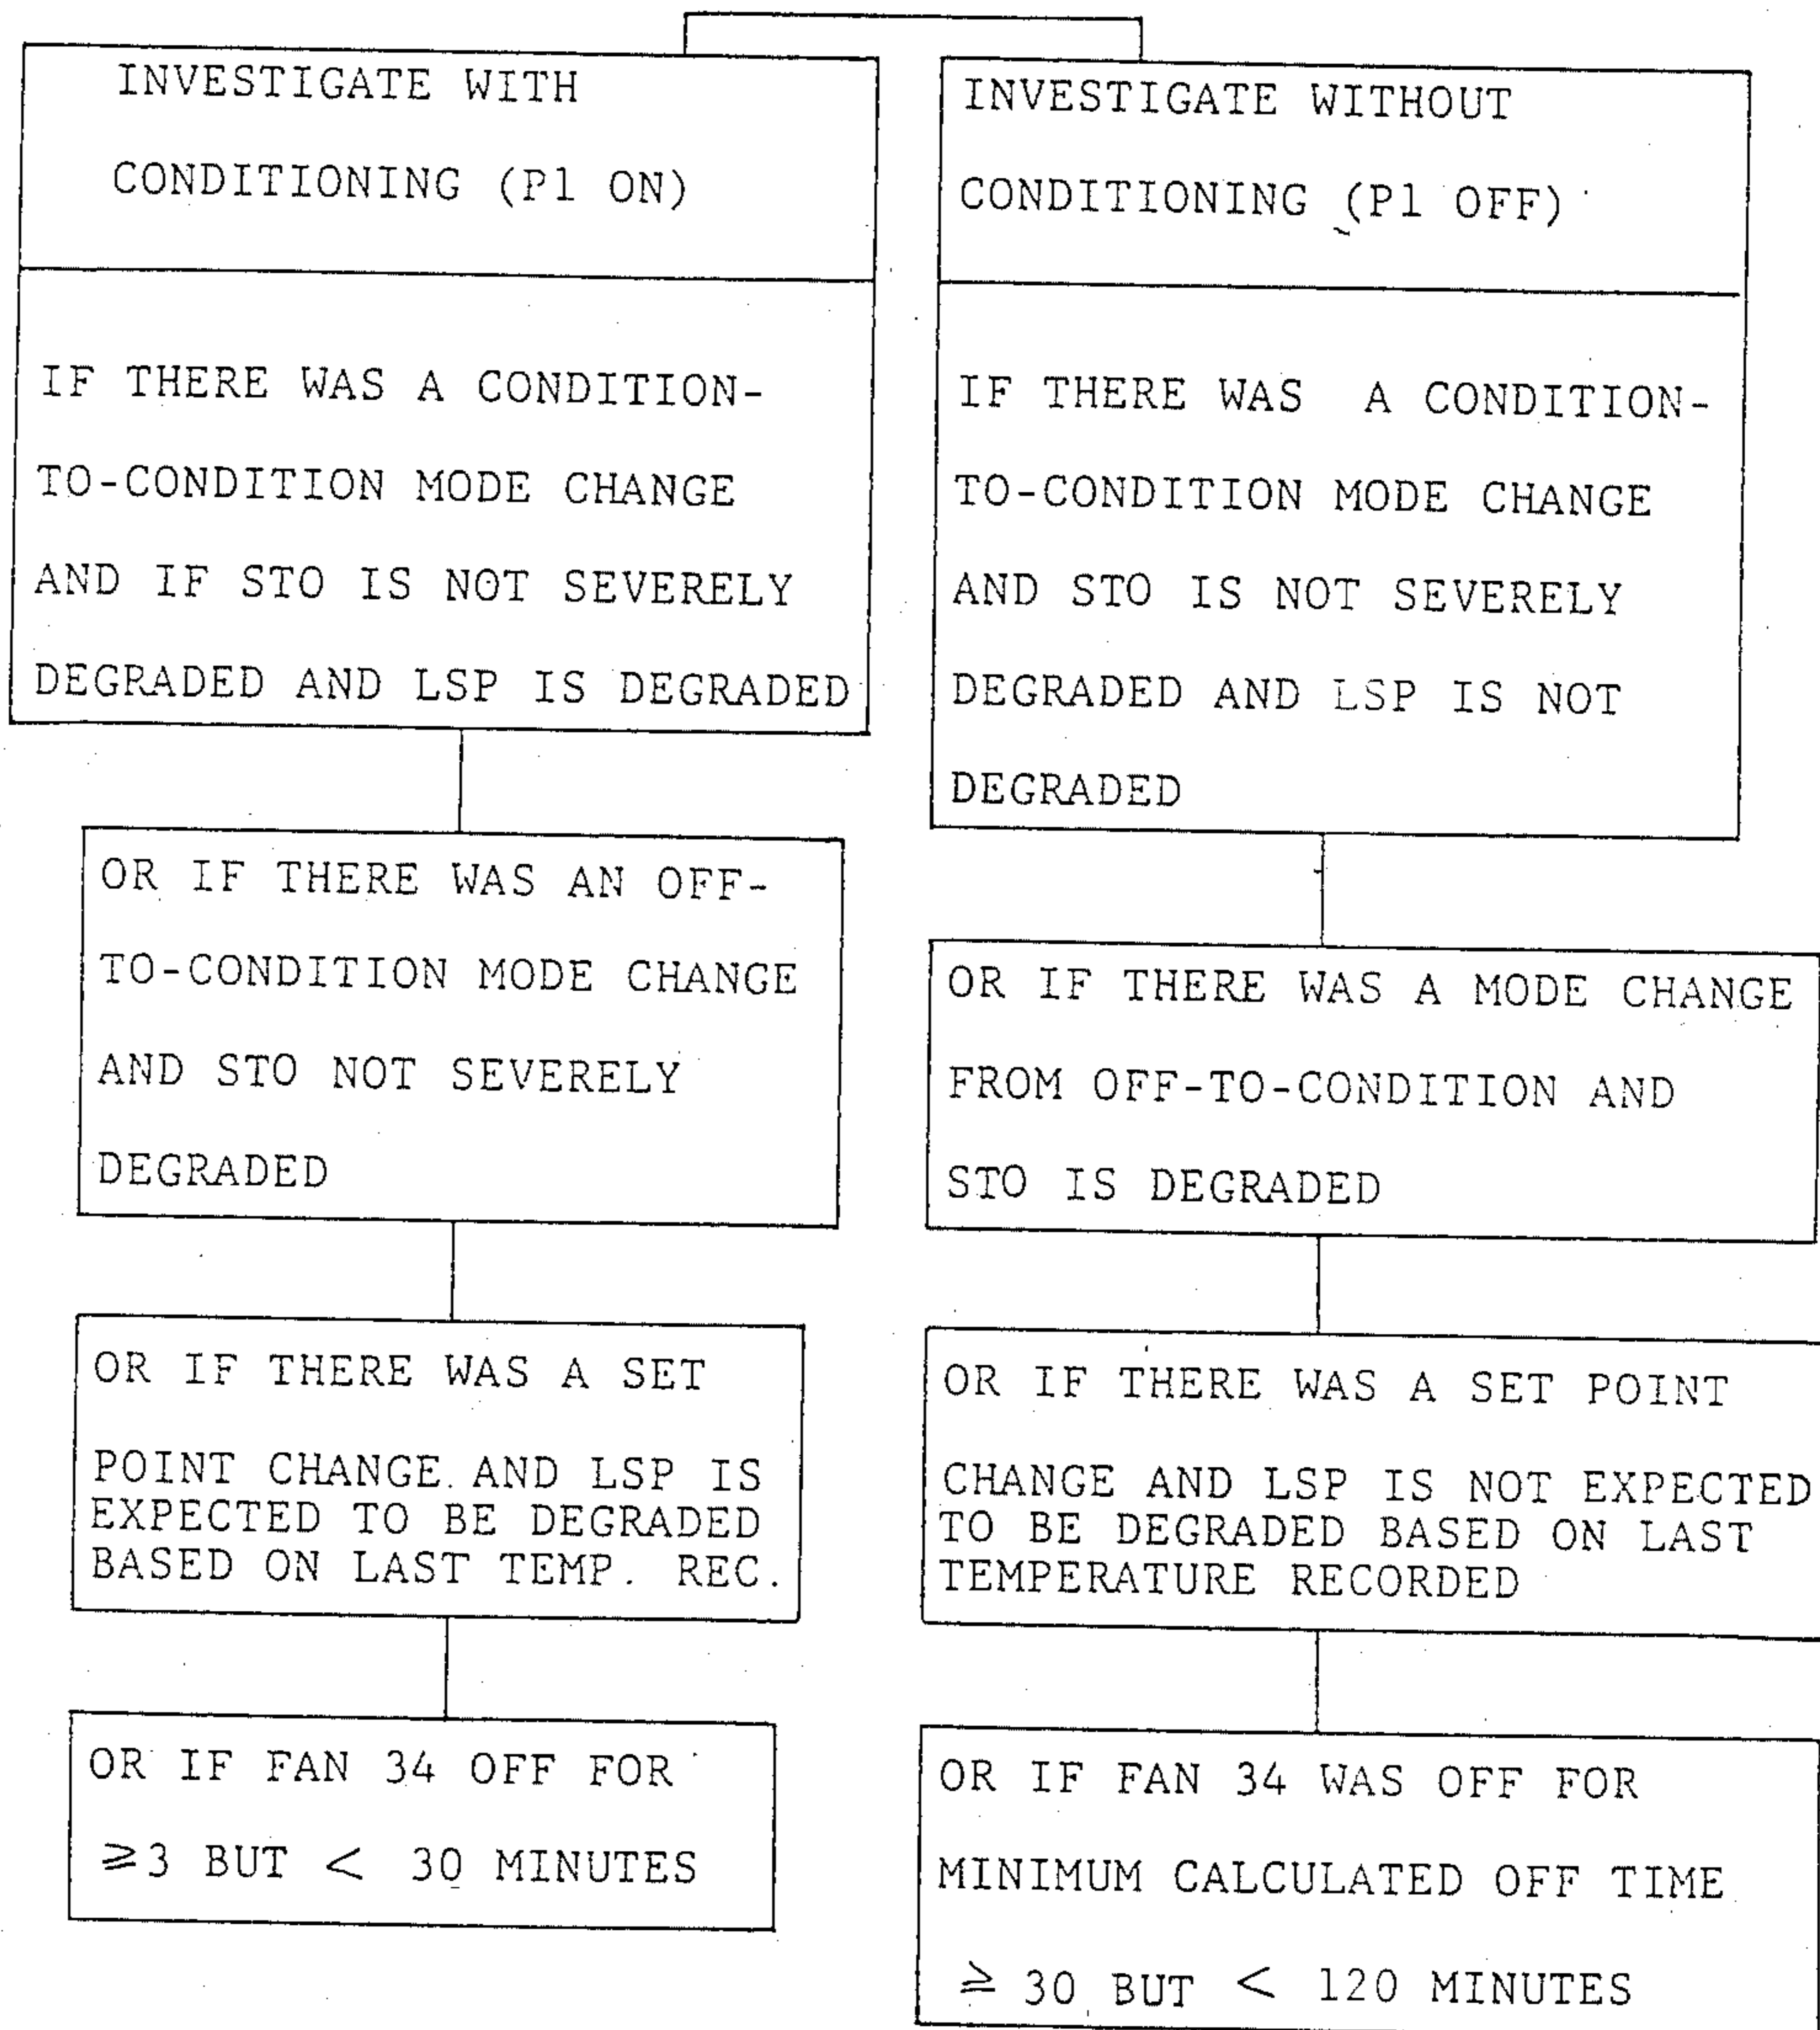 INVESTIGATE WITH
CONDITIONING (P1 ON)
IF THERE WAS A CONDITION-
TO-CONDITION MODE CHANGE
AND IF STO IS NOT SEVERELY
DEGRADED AND LSP IS DEGRADED
OR IF THERE WAS AN OFF-
TO-CONDITION MODE CHANGE
AND STO NOT SEVERELY
DEGRADED
OR IF THERE WAS A SET
POINT CHANGE AND LSP IS
EXPECTED TO BE DEGRADED
BASED ON LAST TEMP. REC.
OR IF FAN 34 OFF FOR
≥3 BUT < 30 MINUTES
INVESTIGATE WITHOUT
CONDITIONING (P1 OFF)
IF THERE WAS A CONDITION-
TO-CONDITION MODE CHANGE
AND STO IS NOT SEVERELY
DEGRADED AND LSP IS NOT
DEGRADED
OR IF THERE WAS A MODE CHANGE
FROM OFF-TO-CONDITION AND
STO IS DEGRADED
OR IF THERE WAS A SET POINT
CHANGE AND LSP IS NOT EXPECTED
TO BE DEGRADED BASED ON LAST
TEMPERATURE RECORDED
OR IF FAN 34 WAS OFF FOR
MINIMUM CALCULATED OFF TIME
≥ 30 BUT < 120 MINUTES